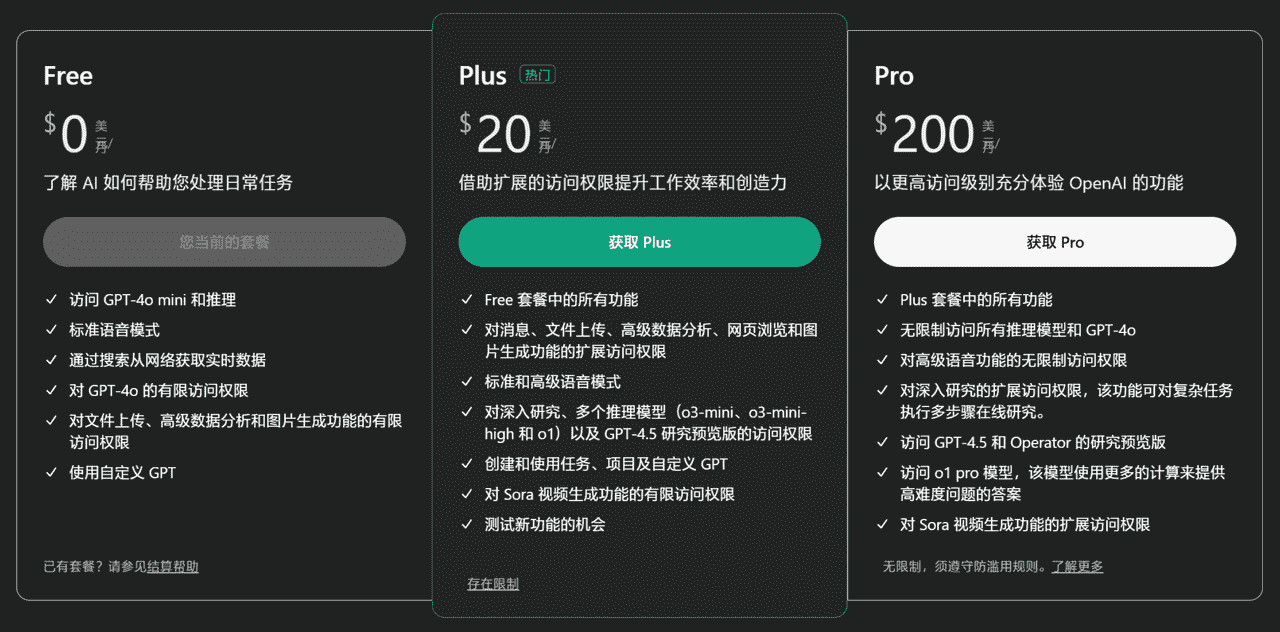 Free
$0 美元/月
了解 AI 如何帮助您处理日常任务
您当前的套餐
访问 GPT-4o mini 和推理
标准语音模式
通过搜索从网络获取实时数据
对 GPT-4o 的有限访问权限
对文件上传、高级数据分析和图片生成功能的有限
访问权限
使用自定义 GPT
已有套餐？请参见结算帮助
Plus 热门
$20 美元/月
借助扩展的访问权限提升工作效率和创造力
获取 Plus
Free 套餐中的所有功能
对消息、文件上传、高级数据分析、网页浏览和图
片生成功能的扩展访问权限
标准和高级语音模式
对深入研究、多个推理模型（o3-mini、o3-mini-
high 和 o1）以及 GPT-4.5 研究预览版的访问权限
创建和使用任务、项目及自定义 GPT
对 Sora 视频生成功能的有限访问权限
测试新功能的机会
存在限制
Pro
$200 美元/月
以更高访问级别充分体验 OpenAI 的功能
获取 Pro
Plus 套餐中的所有功能
无限制访问所有推理模型和 GPT-4o
对高级语音功能的无限制访问权限
对深入研究的扩展访问权限，该功能可对复杂任务
执行多步骤在线研究。
访问 GPT-4.5 和 Operator 的研究预览版
访问 o1 pro 模型，该模型使用更多的计算来提供
高难度问题的答案
对 Sora 视频生成功能的扩展访问权限
无限制，须遵守防滥用规则。了解更多